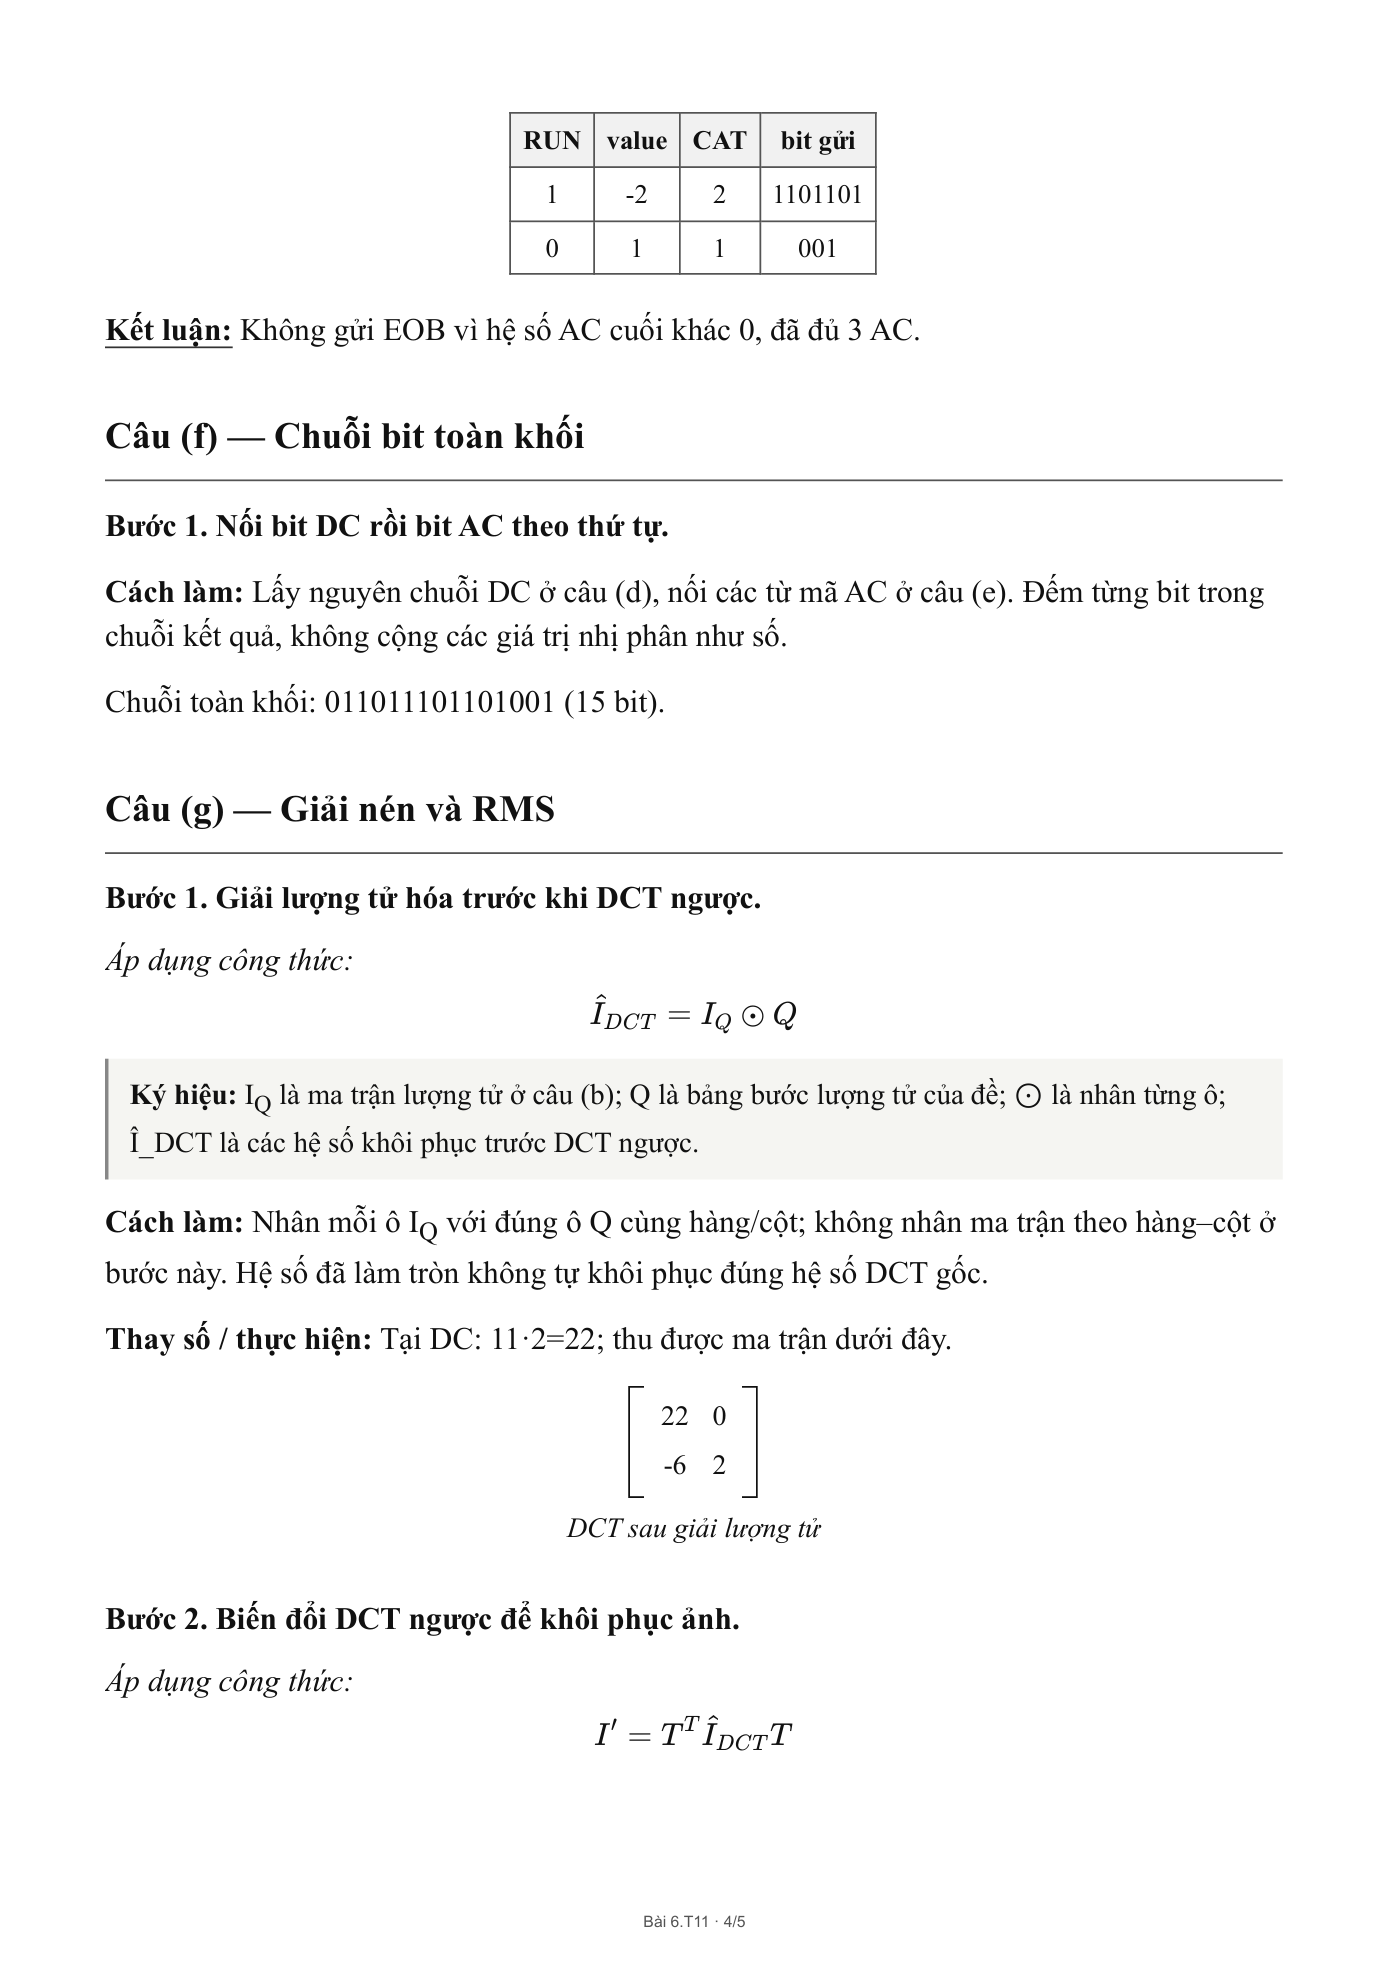 RUN value CAT bit gửi
1 -2 2 1101101
0 1 1 001
Kết luận: Không gửi EOB vì hệ số AC cuối khác 0, đã đủ 3 AC.
Câu (f) — Chuỗi bit toàn khối
Bước 1. Nối bit DC rồi bit AC theo thứ tự.
Cách làm: Lấy nguyên chuỗi DC ở câu (d), nối các từ mã AC ở câu (e). Đếm từng bit trong
chuỗi kết quả, không cộng các giá trị nhị phân như số.
Chuỗi toàn khối: 011011101101001 (15 bit).
Câu (g) — Giải nén và RMS
Bước 1. Giải lượng tử hóa trước khi DCT ngược.
Áp dụng công thức:
Î_DCT = I_Q ⊙ Q
Ký hiệu: I_Q là ma trận lượng tử ở câu (b); Q là bảng bước lượng tử của đề; ⊙ là nhân từng ô;
Î_DCT là các hệ số khôi phục trước DCT ngược.
Cách làm: Nhân mỗi ô I_Q với đúng ô Q cùng hàng/cột; không nhân ma trận theo hàng–cột ở
bước này. Hệ số đã làm tròn không tự khôi phục đúng hệ số DCT gốc.
Thay số / thực hiện: Tại DC: 11·2=22; thu được ma trận dưới đây.
22 0
-6 2
DCT sau giải lượng tử
Bước 2. Biến đổi DCT ngược để khôi phục ảnh.
Áp dụng công thức:
I′ = T^T Î_DCT T
Bài 6.T11 · 4/5